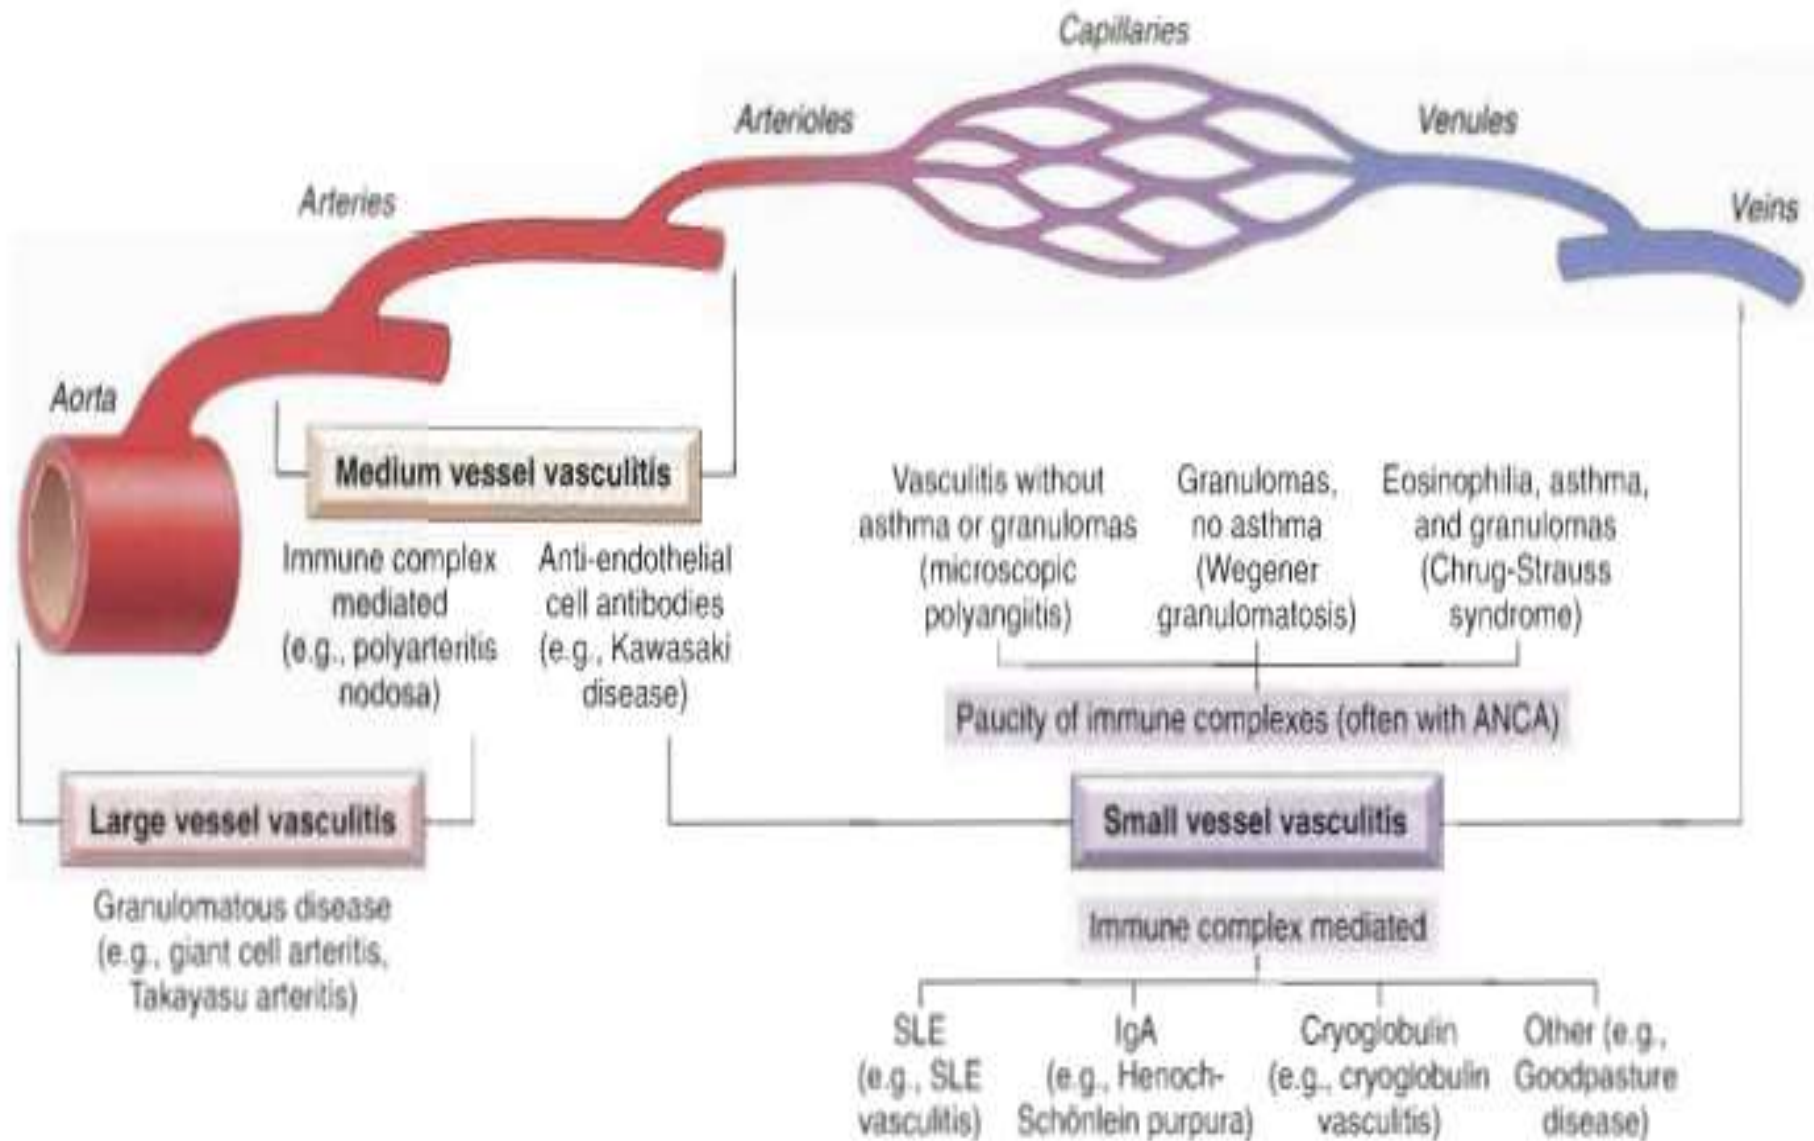 Capillaries
Arterioles
Venules
Arteries
Veins
Aorta
Medium vessel vasculitis
Immune complex
mediated
(e.g., polyarteritis
nodosa)
Anti-endothelial
cell antibodies
(e.g., Kawasaki
disease)
Vasculitis without
asthma or granulomas
(microscopic
polyangiitis)
Granulomas,
no asthma
(Wegener
granulomatosis)
Eosinophilia, asthma,
and granulomas
(Chrug-Strauss
syndrome)
Paucity of immune complexes (often with ANCA)
Large vessel vasculitis
Granulomatous disease
(e.g., giant cell arteritis,
Takayasu arteritis)
Small vessel vasculitis
Immune complex mediated
SLE
(e.g., SLE
vasculitis)
IgA
(e.g., Henoch-
Schönlein purpura)
Cryoglobulin
(e.g., cryoglobulin
vasculitis)
Other (e.g.,
Goodpasture
disease)